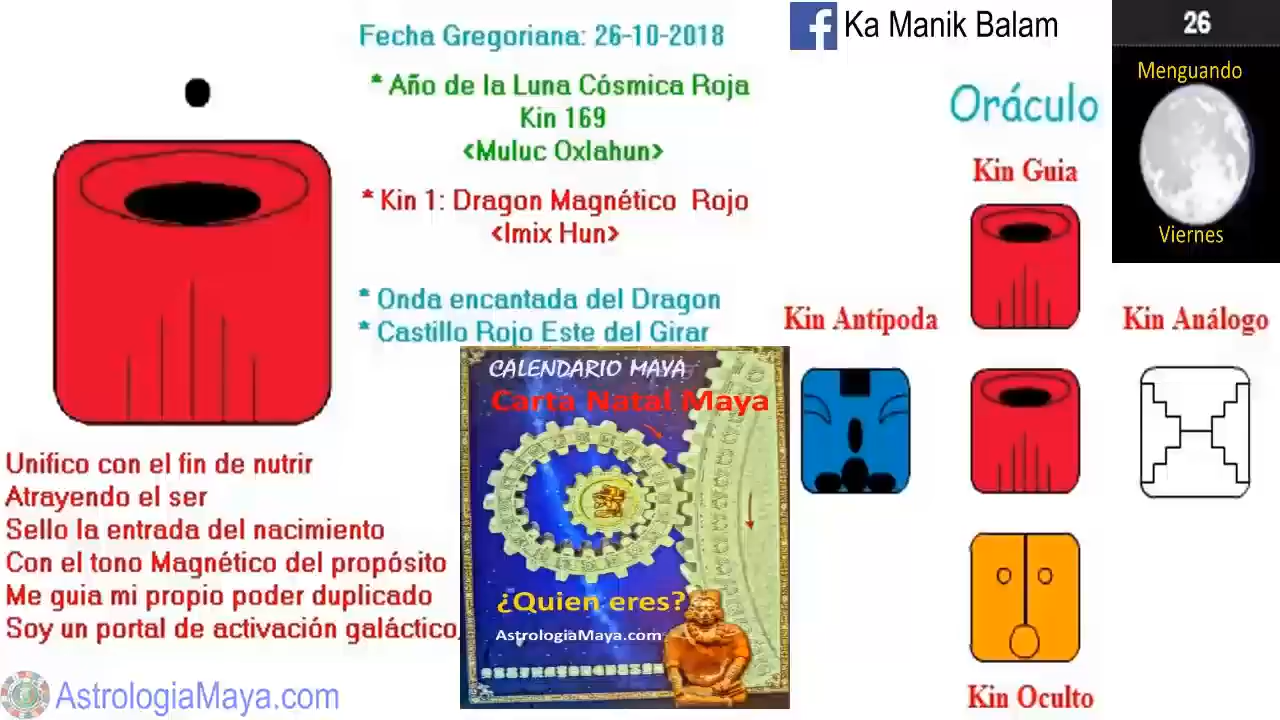 Fecha Gregoriana: 26-10-2018
* Año de la Luna Cósmica Roja
Kin 169
<Muluc Oxlahun>
* Kin 1: Dragon Magnético Rojo
<Imix Hun>
* Onda encantada del Dragon
* Castillo Rojo Este del Girar
Ka Manik Balam
26
Menguando
Viernes
Oráculo
Kin Guia
Kin Antípoda
Kin Análogo
Kin Oculto
CALENDARIO MAYA
Carta Natal Maya
¿Quien eres?
AstrologiaMaya.com
Unifico con el fin de nutrir
Atrayendo el ser
Sello la entrada del nacimiento
Con el tono Magnético del propósito
Me guia mi propio poder duplicado
Soy un portal de activación galáctico.
AstrologiaMaya.com